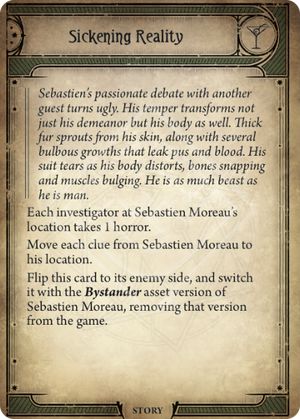 Sickening Reality
Sebastien's passionate debate with another
guest turns ugly. His temper transforms not
just his demeanor but his body as well. Thick
fur sprouts from his skin, along with several
bulbous growths that leak pus and blood. His
suit tears as his body distorts, bones snapping
and muscles bulging. He is as much beast as
he is man.
Each investigator at Sebastien Moreau's
location takes 1 horror.
Move each clue from Sebastien Moreau to
his location.
Flip this card to its enemy side, and switch
it with the Bystander asset version of
Sebastien Moreau, removing that version
from the game.
STORY